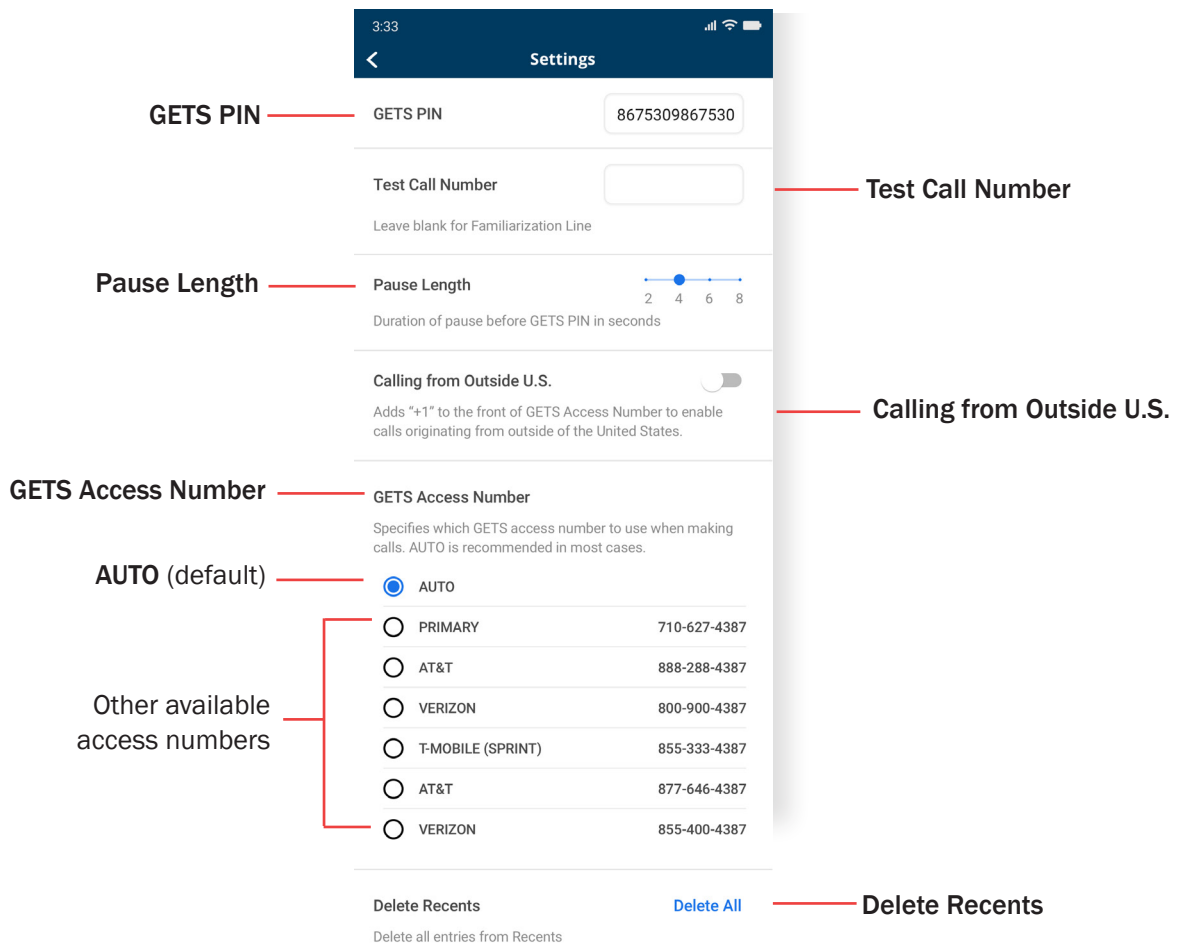 3:33
Settings
GETS PIN
GETS PIN
8675309867530
Test Call Number
Test Call Number
Leave blank for Familiarization Line
Pause Length
Pause Length
2 4 6 8
Duration of pause before GETS PIN in seconds
Calling from Outside U.S.
Adds “+1” to the front of GETS Access Number to enable
calls originating from outside of the United States.
Calling from Outside U.S.
GETS Access Number
GETS Access Number
Specifies which GETS access number to use when making
calls. AUTO is recommended in most cases.
AUTO (default)
AUTO
PRIMARY 710-627-4387
AT&T 888-288-4387
Other available
access numbers
VERIZON 800-900-4387
T-MOBILE (SPRINT) 855-333-4387
AT&T 877-646-4387
VERIZON 855-400-4387
Delete Recents Delete All
Delete Recents
Delete all entries from Recents